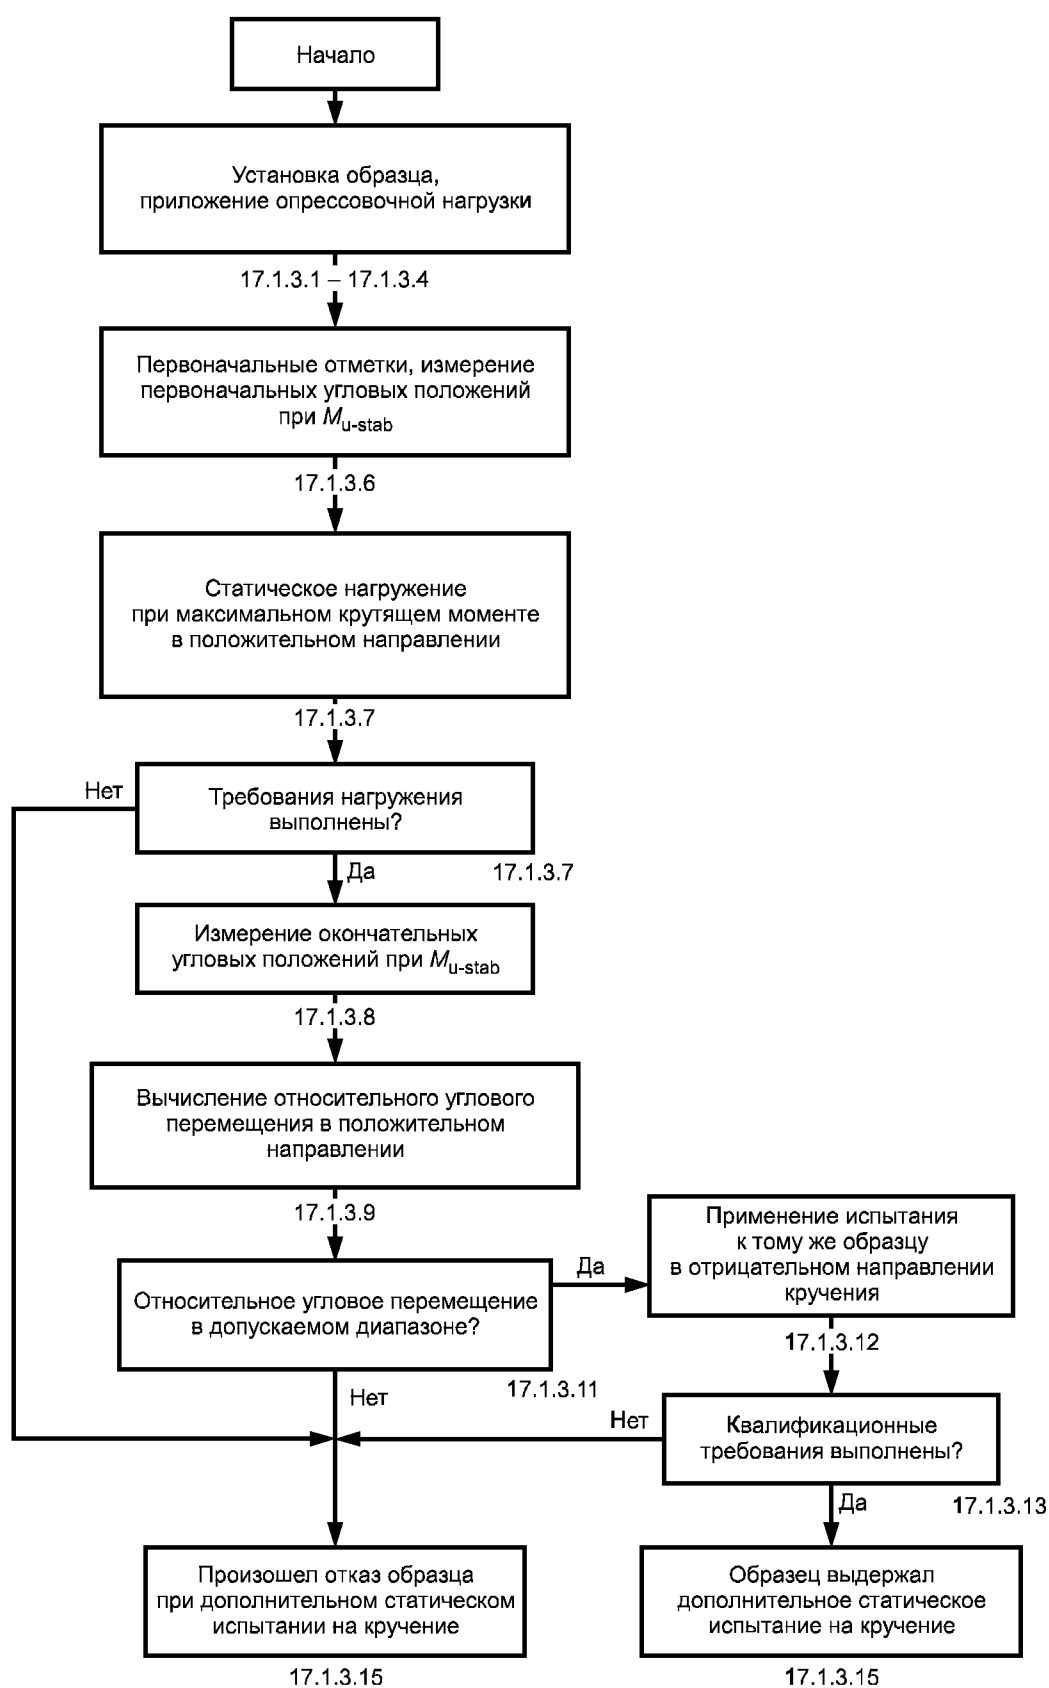 Начало
Установка образца,
приложение опрессовочной нагрузки
17.1.3.1 – 17.1.3.4
Первоначальные отметки, измерение
первоначальных угловых положений
при Mu-stab
17.1.3.6
Статическое нагружение
при максимальном крутящем моменте
в положительном направлении
17.1.3.7
Нет
Требования нагружения
выполнены?
Да
17.1.3.7
Измерение окончательных
угловых положений при Mu-stab
17.1.3.8
Вычисление относительного углового
перемещения в положительном
направлении
17.1.3.9
Относительное угловое перемещение
в допускаемом диапазоне?
Да
17.1.3.11
Нет
Применение испытания
к тому же образцу
в отрицательном направлении
кручения
17.1.3.12
Нет
Квалификационные
требования выполнены?
Да
17.1.3.13
Произошел отказ образца
при дополнительном статическом
испытании на кручение
17.1.3.15
Образец выдержал
дополнительное статическое
испытание на кручение
17.1.3.15